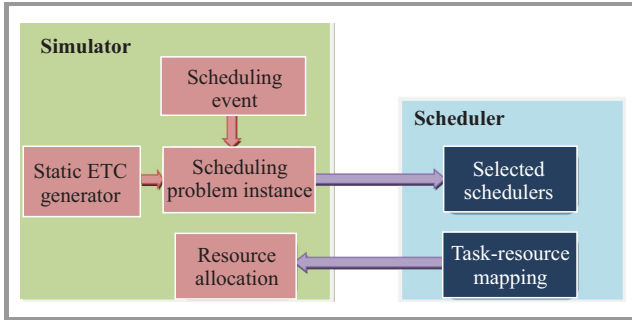 Simulator
Scheduling
event
Static ETC
generator
Scheduling
problem instance
Resource
allocation
Scheduler
Selected
schedulers
Task-resource
mapping